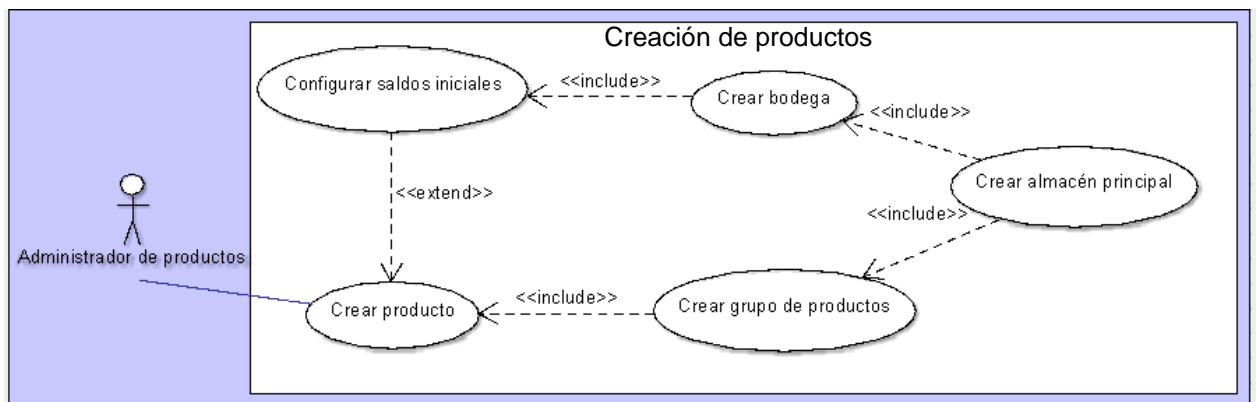 Creación de productos
Configurar saldos iniciales
<<include>>
Crear bodega
<<include>>
Crear almacén principal
<<extend>>
<<include>>
Administrador de productos
Crear producto
<<include>>
Crear grupo de productos